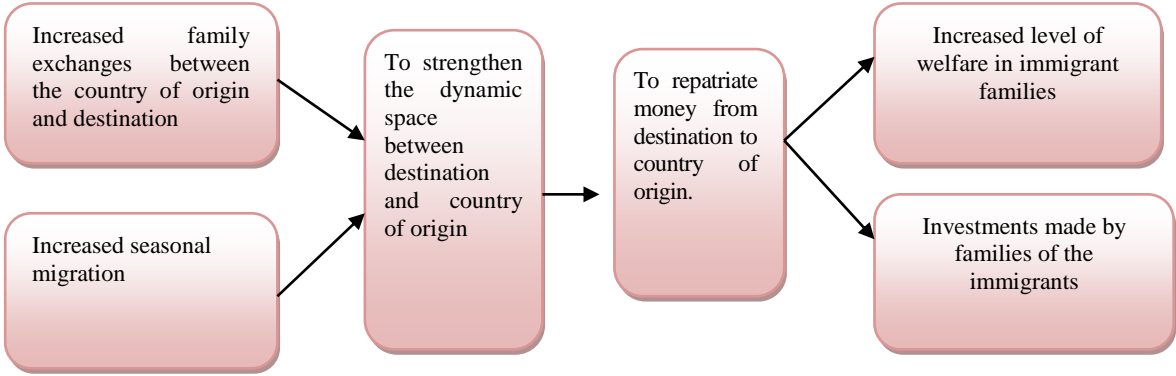 Increased family
exchanges between
the country of origin
and destination
Increased seasonal
migration
To strengthen
the dynamic
space
between
destination
and country
of origin
To repatriate
money from
destination to
country of
origin.
Increased level of
welfare in immigrant
families
Investments made by
families of the
immigrants